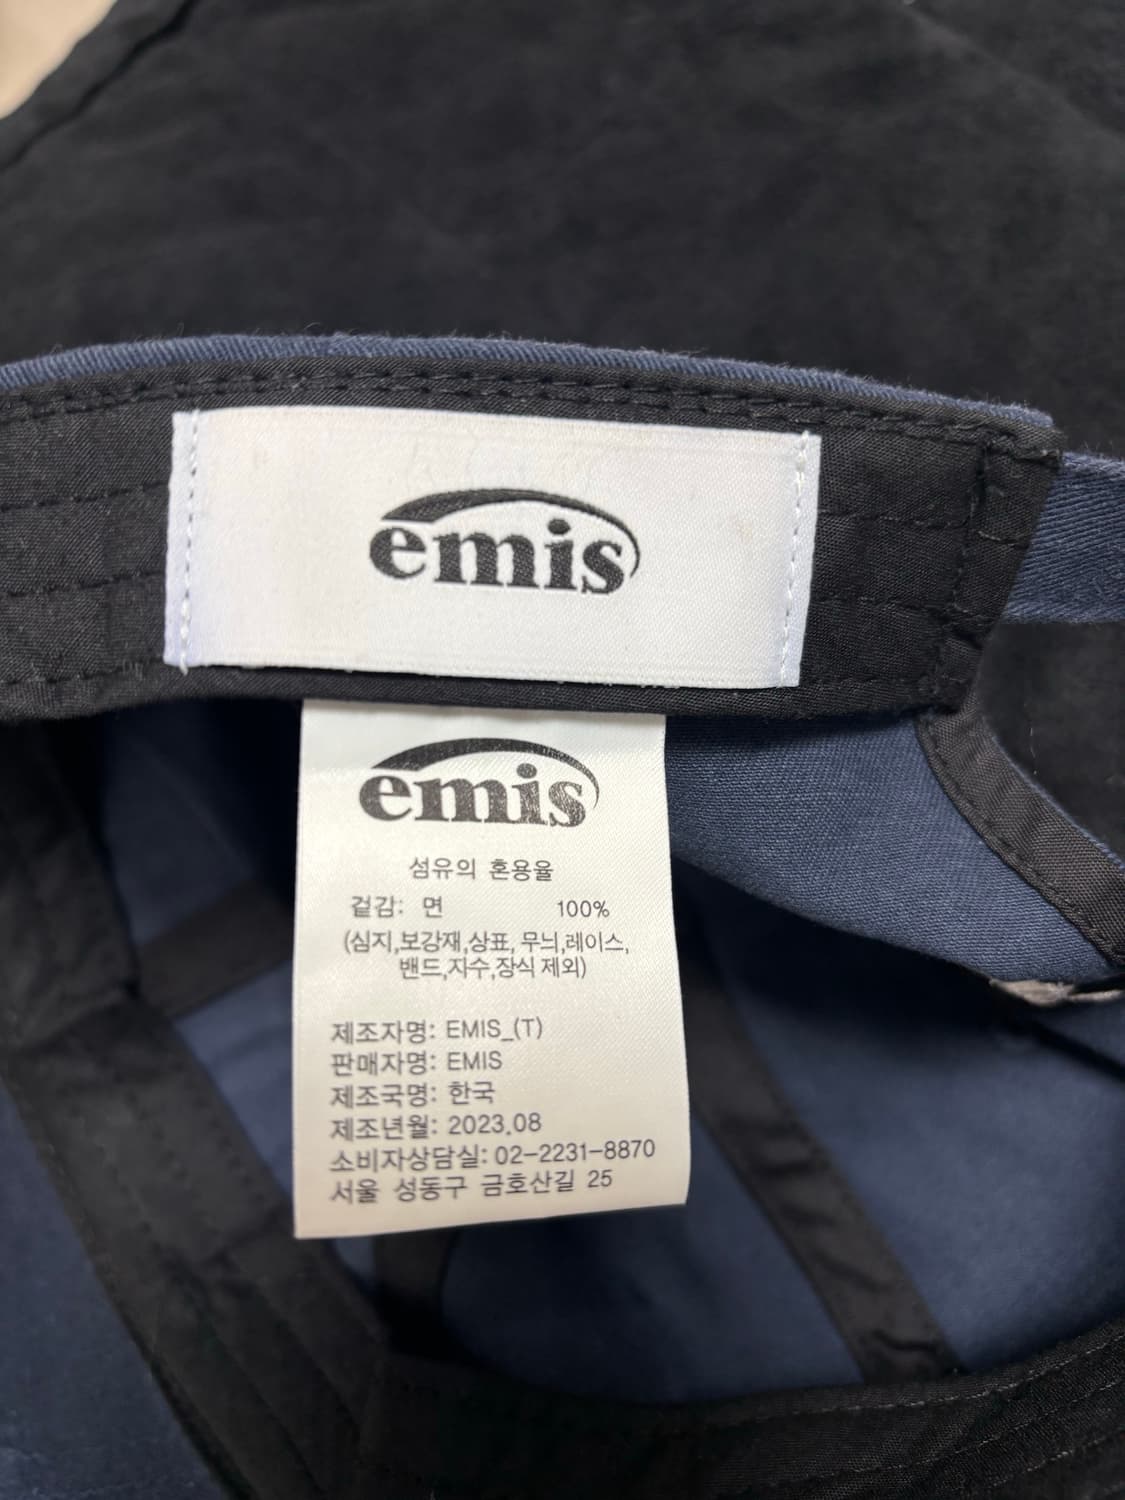 emis
emis
섬유의 혼용율
겉감: 면 100%
(심지,보강재,상표, 무늬,레이스,
밴드,자수,장식 제외)
제조자명: EMIS_(T)
판매자명: EMIS
제조국명: 한국
제조년월: 2023.08
소비자상담실: 02-2231-8870
서울 성동구 금호산길 25